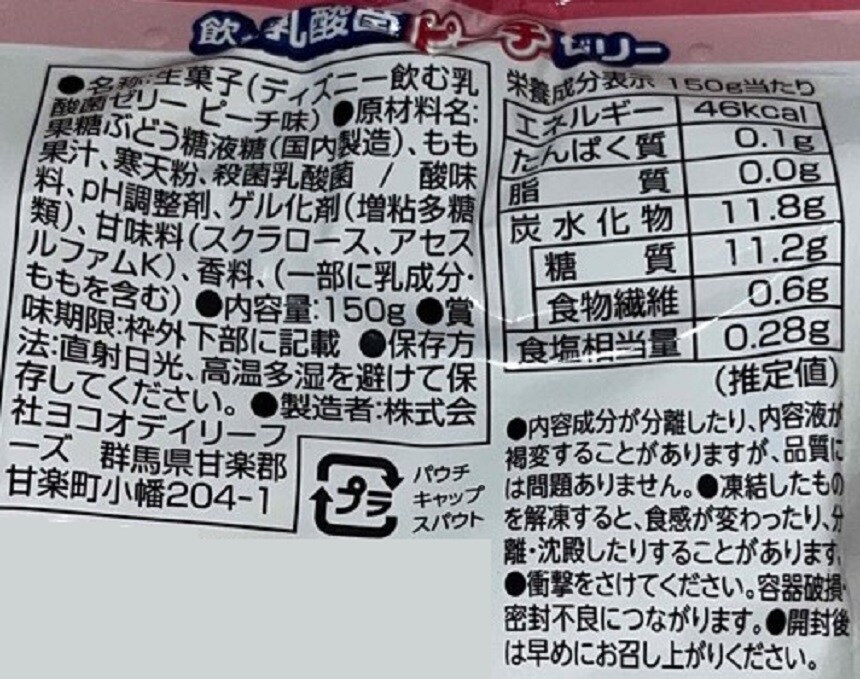 飲む乳酸菌ピーチゼリー
●名称:生菓子(ディズニー飲む乳
酸菌ゼリー ピーチ味)●原材料名:
果糖ぶどう糖液糖(国内製造)、もも
果汁、寒天粉、殺菌乳酸菌 / 酸味
料、pH調整剤、ゲル化剤(増粘多糖
類)、甘味料(スクラロース、アセス
ルファムK)、香料、(一部に乳成分・
ももを含む)●内容量:150g●賞
味期限:枠外下部に記載 ●保存方
法:直射日光、高温多湿を避けて保
存してください。●製造者:株式会
社ヨコオデイリーフ
ーズ 群馬県甘楽郡
甘楽町小幡204-1
プラ
パウチ
キャップ
スパウト
栄養成分表示 150g当たり
エネルギー 46kcal
たんぱく質 0.1g
脂質 0.0g
炭水化物 11.8g
糖質 11.2g
食物繊維 0.6g
食塩相当量 0.28g
(推定値)
●内容成分が分離したり、内容液が
褐変することがありますが、品質に
は問題ありません。●凍結したもの
を解凍すると、食感が変わったり、分
離・沈殿したりすることがあります。
●衝撃をさけてください。容器破損・
密封不良につながります。●開封後
は早めにお召し上がりください。